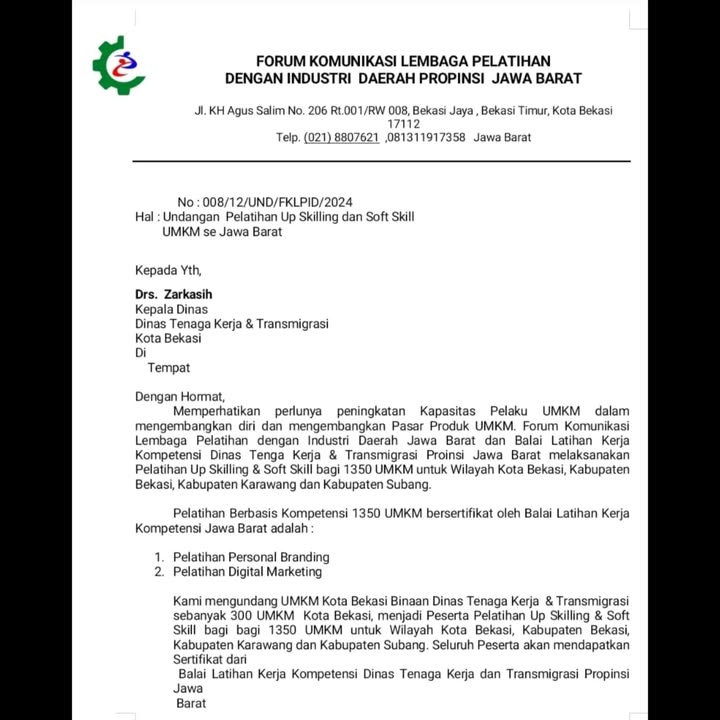 FORUM KOMUNIKASI LEMBAGA PELATIHAN
DENGAN INDUSTRI DAERAH PROPINSI JAWA BARAT
Jl. KH Agus Salim No. 206 Rt.001/RW 008, Bekasi Jaya , Bekasi Timur, Kota Bekasi
17112
Telp. (021) 8807621 ,081311917358 Jawa Barat
No : 008/12/UND/FKLPID/2024
Hal : Undangan Pelatihan Up Skilling dan Soft Skill
UMKM se Jawa Barat
Kepada Yth,
Drs. Zarkasih
Kepala Dinas
Dinas Tenaga Kerja & Transmigrasi
Kota Bekasi
Di
Tempat
Dengan Hormat,
Memperhatikan perlunya peningkatan Kapasitas Pelaku UMKM dalam
mengembangkan diri dan mengembangkan Pasar Produk UMKM. Forum Komunikasi
Lembaga Pelatihan dengan Industri Daerah Jawa Barat dan Balai Latihan Kerja
Kompetensi Dinas Tenga Kerja & Transmigrasi Proinsi Jawa Barat melaksanakan
Pelatihan Up Skilling & Soft Skill bagi 1350 UMKM untuk Wilayah Kota Bekasi, Kabupaten
Bekasi, Kabupaten Karawang dan Kabupaten Subang.
Pelatihan Berbasis Kompetensi 1350 UMKM bersertifikat oleh Balai Latihan Kerja
Kompetensi Jawa Barat adalah :
1. Pelatihan Personal Branding
2. Pelatihan Digital Marketing
Kami mengundang UMKM Kota Bekasi Binaan Dinas Tenaga Kerja & Transmigrasi
sebanyak 300 UMKM Kota Bekasi, menjadi Peserta Pelatihan Up Skilling & Soft
Skill bagi bagi 1350 UMKM untuk Wilayah Kota Bekasi, Kabupaten Bekasi,
Kabupaten Karawang dan Kabupaten Subang. Seluruh Peserta akan mendapatkan
Sertifikat dari
Balai Latihan Kerja Kompetensi Dinas Tenaga Kerja dan Transmigrasi Propinsi
Jawa
Barat